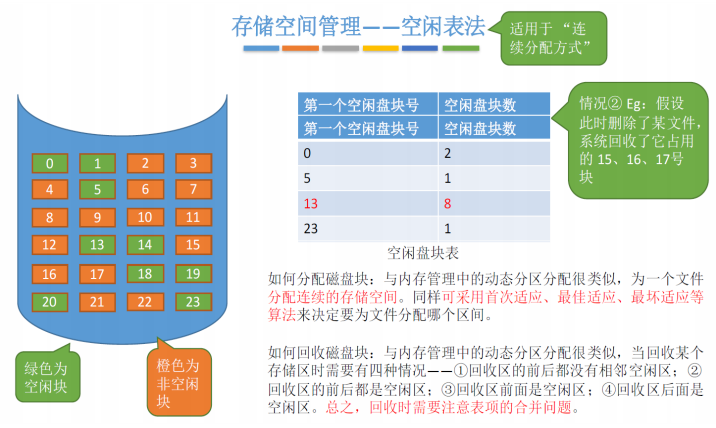 存储空间管理——空闲表法
适用于 “连
续分配方式”
0 1 2 3
4 5 6 7
8 9 10 11
12 13 14 15
16 17 18 19
20 21 22 23
绿色为
空闲块
橙色为
非空闲
块
第一个空闲盘块号 空闲盘块数
第一个空闲盘块号 空闲盘块数
0 2
5 1
13 8
23 1
空闲盘块表
情况② Eg：假设
此时删除了某文件，
系统回收了它占用
的 15、16、17号
块
如何分配磁盘块：与内存管理中的动态分区分配很类似，为一个文件
分配连续的存储空间。同样可采用首次适应、最佳适应、最坏适应等
算法来决定要为文件分配哪个区间。
如何回收磁盘块：与内存管理中的动态分区分配很类似，当回收某个
存储区时需要有四种情况——①回收区的前后都没有相邻空闲区；②
回收区的前后都是空闲区；③回收区前面是空闲区；④回收区后面是
空闲区。总之，回收时需要注意表项的合并问题。